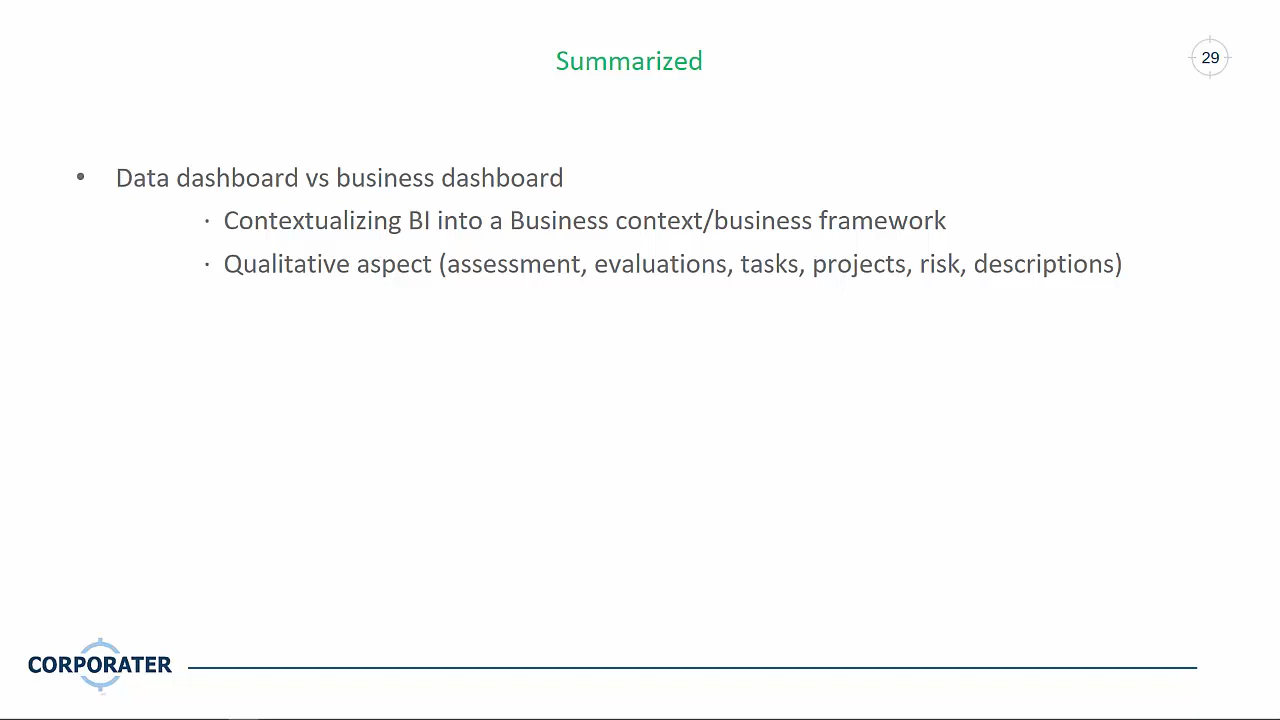 Summarized
29
• Data dashboard vs business dashboard
· Contextualizing BI into a Business context/business framework
· Qualitative aspect (assessment, evaluations, tasks, projects, risk, descriptions)
CORPORATER